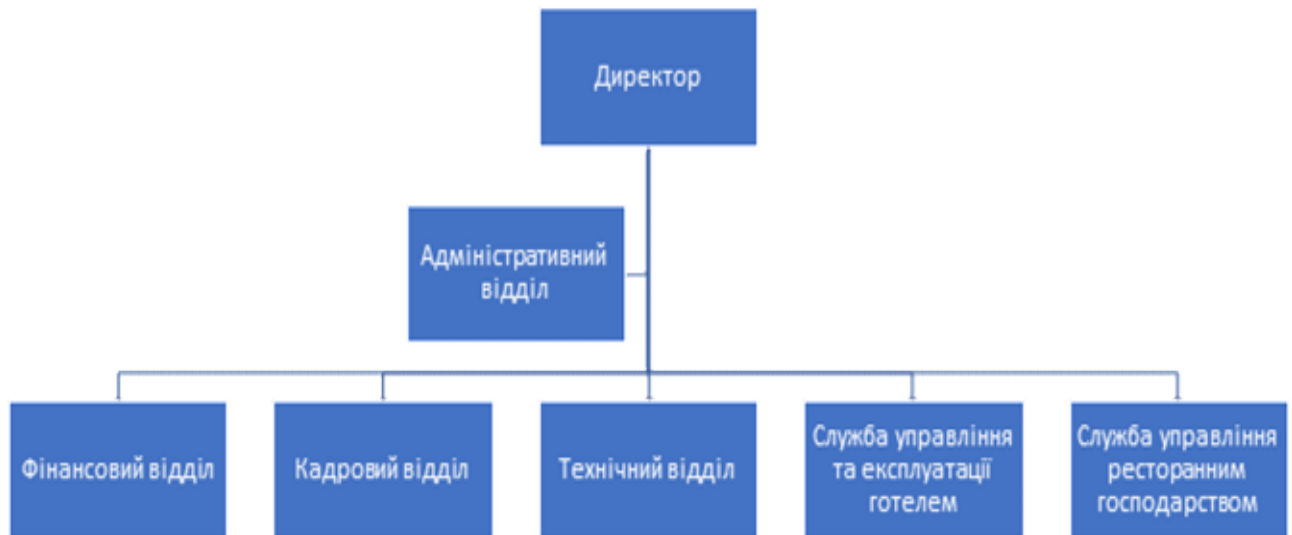 Директор
Адміністративний
відділ
Фінансовий відділ
Кадровий відділ
Технічний відділ
Служба управління
та експлуатації
готелем
Служба управління
ресторанним
господарством